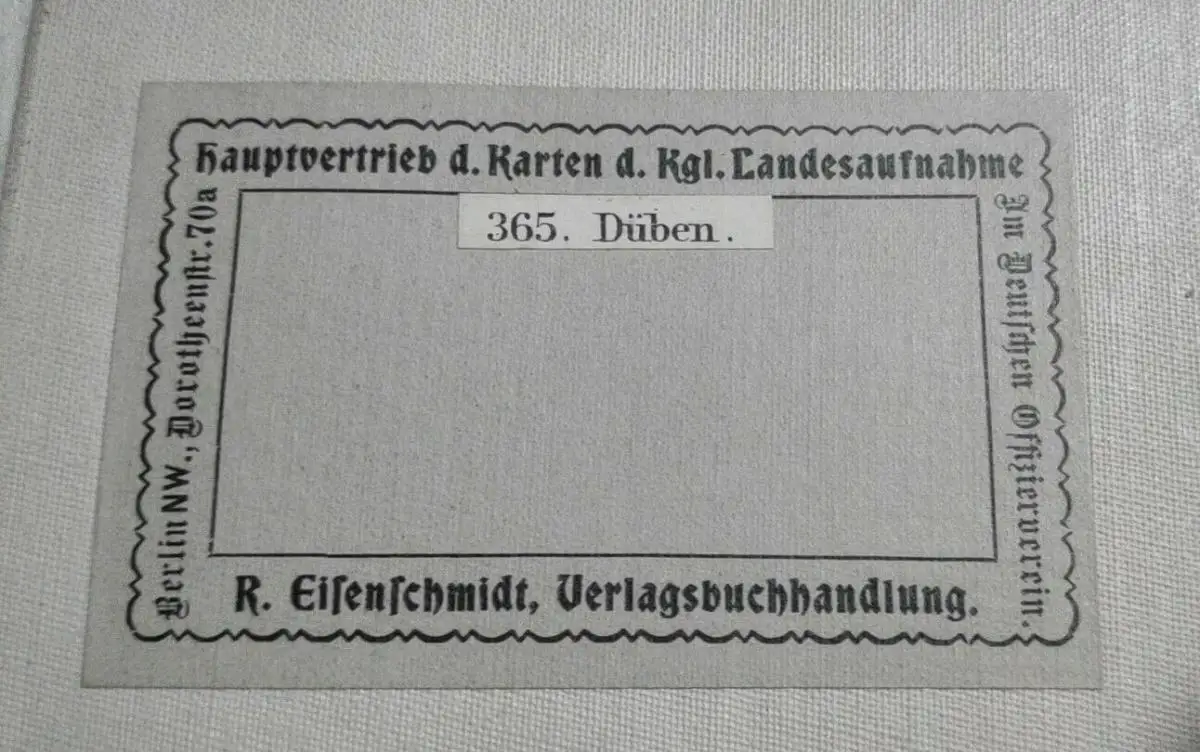 Hauptvertrieb d. Karten d. Kgl. Landesaufnahme
365. Düben.
Berlin NW., Dorotheenstr. 70a
Im Deutschen Offizierverein.
R. Eisenschmidt, Verlagsbuchhandlung.